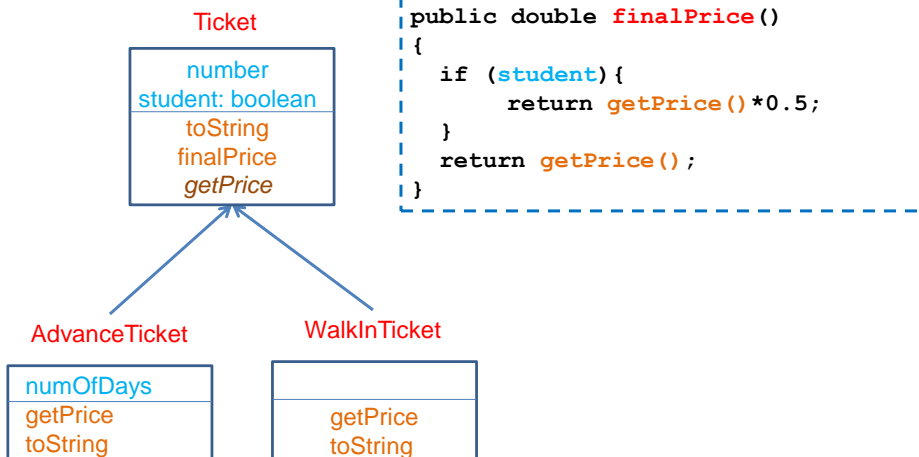 Ticket
number
student: boolean
toString
finalPrice
getPrice
public double finalPrice()
{
if (student){
return getPrice()*0.5;
}
return getPrice();
}
AdvanceTicket
numOfDays
getPrice
toString
WalkInTicket
getPrice
toString